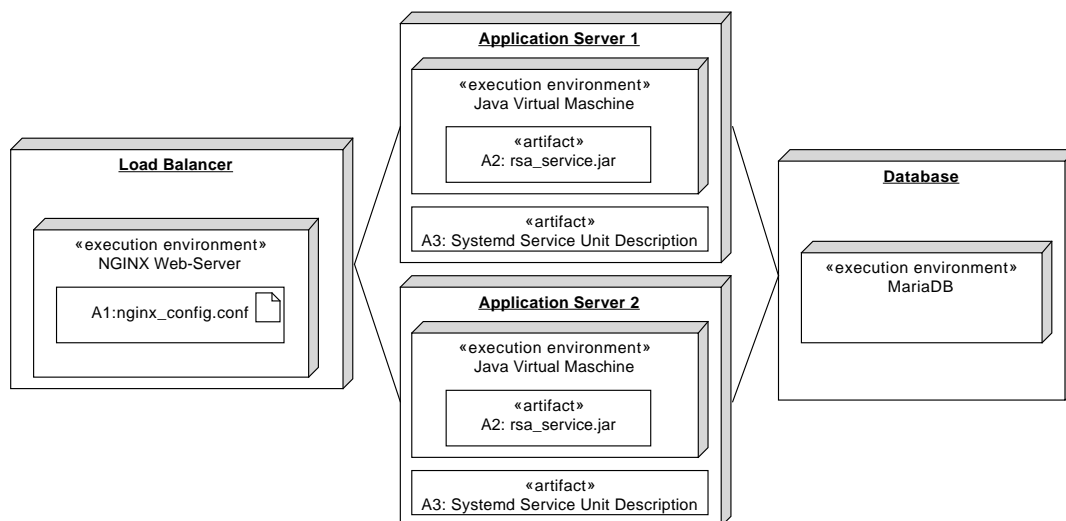 Load Balancer
«execution environment»
NGINX Web-Server
A1:nginx_config.conf
Application Server 1
«execution environment»
Java Virtual Maschine
«artifact»
A2: rsa_service.jar
«artifact»
A3: Systemd Service Unit Description
Application Server 2
«execution environment»
Java Virtual Maschine
«artifact»
A2: rsa_service.jar
«artifact»
A3: Systemd Service Unit Description
Database
«execution environment»
MariaDB